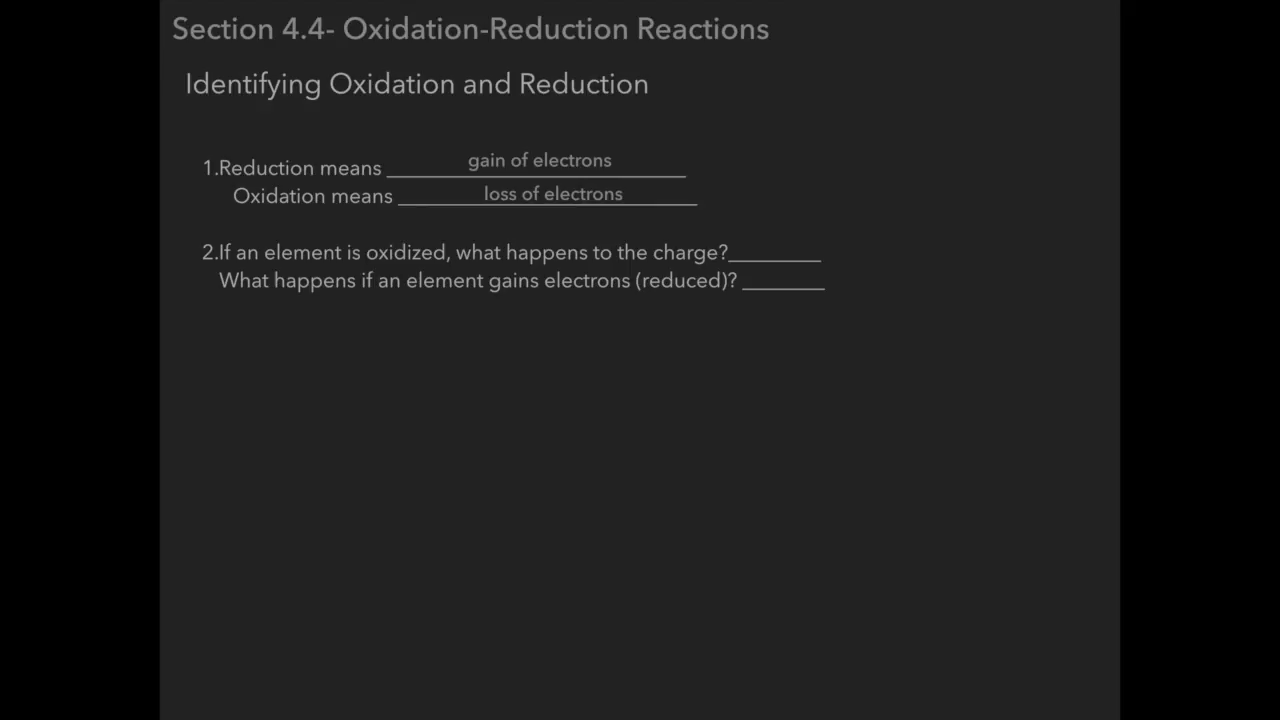 Section 4.4- Oxidation-Reduction Reactions
Identifying Oxidation and Reduction
1.Reduction means gain of electrons
Oxidation means loss of electrons
2.If an element is oxidized, what happens to the charge?_________
What happens if an element gains electrons (reduced)? ________